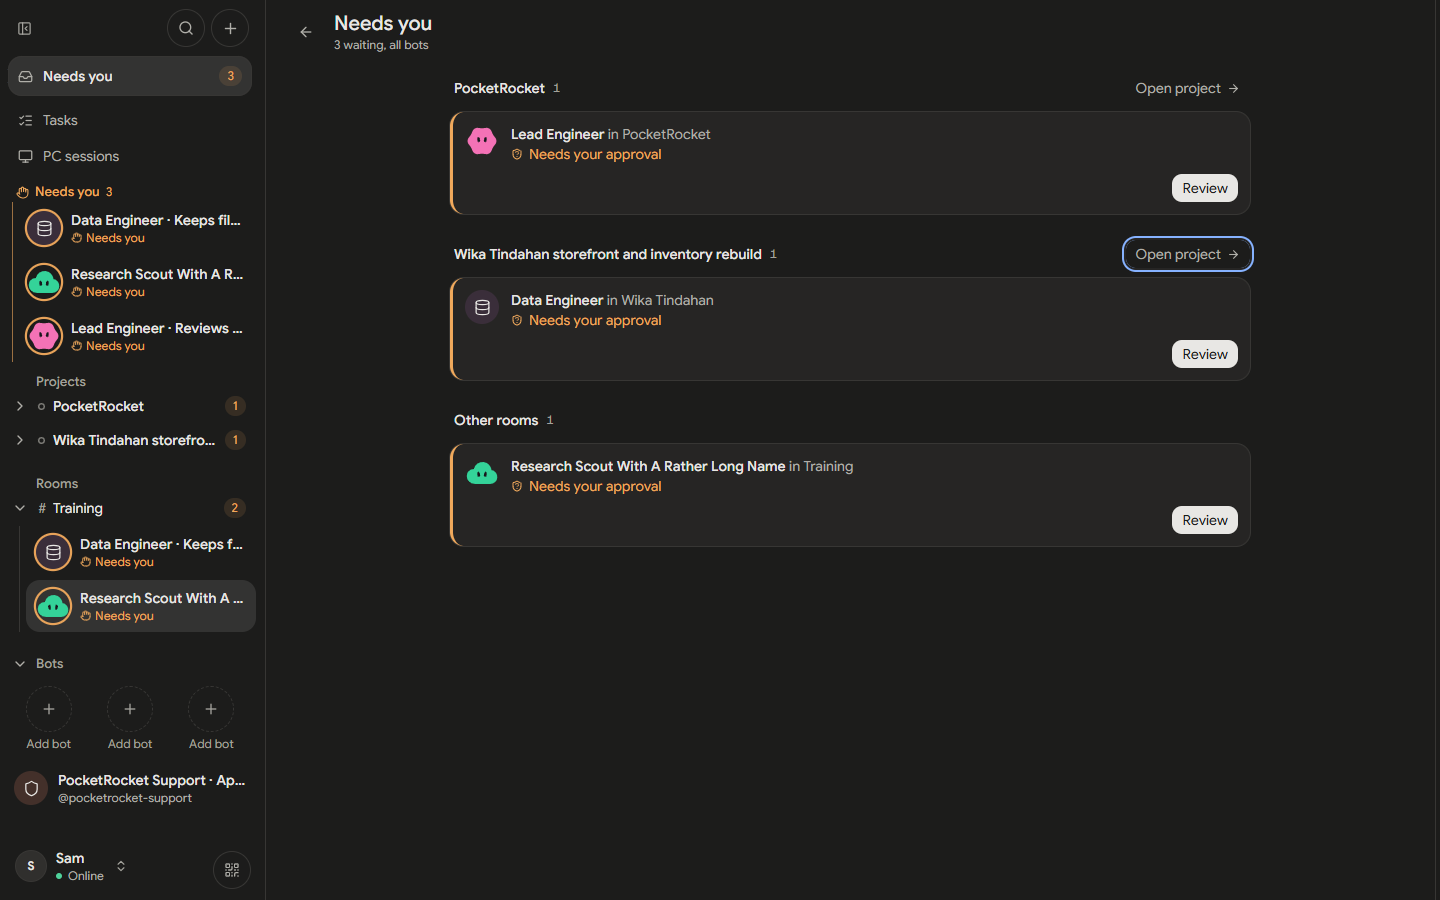 Needs you
3
Tasks
PC sessions
Needs you 3
Data Engineer · Keeps fil...
Needs you
Research Scout With A R...
Needs you
Lead Engineer · Reviews ...
Needs you
Projects
PocketRocket
1
Wika Tindahan storefro...
1
Rooms
# Training
2
Data Engineer · Keeps f...
Needs you
Research Scout With A ...
Needs you
Bots
Add bot
Add bot
Add bot
PocketRocket Support · Ap...
@pocketrocket-support
S
Sam
Online
Needs you
3 waiting, all bots
PocketRocket 1
Open project →
Lead Engineer in PocketRocket
Needs your approval
Review
Wika Tindahan storefront and inventory rebuild 1
Open project →
Data Engineer in Wika Tindahan
Needs your approval
Review
Other rooms 1
Research Scout With A Rather Long Name in Training
Needs your approval
Review